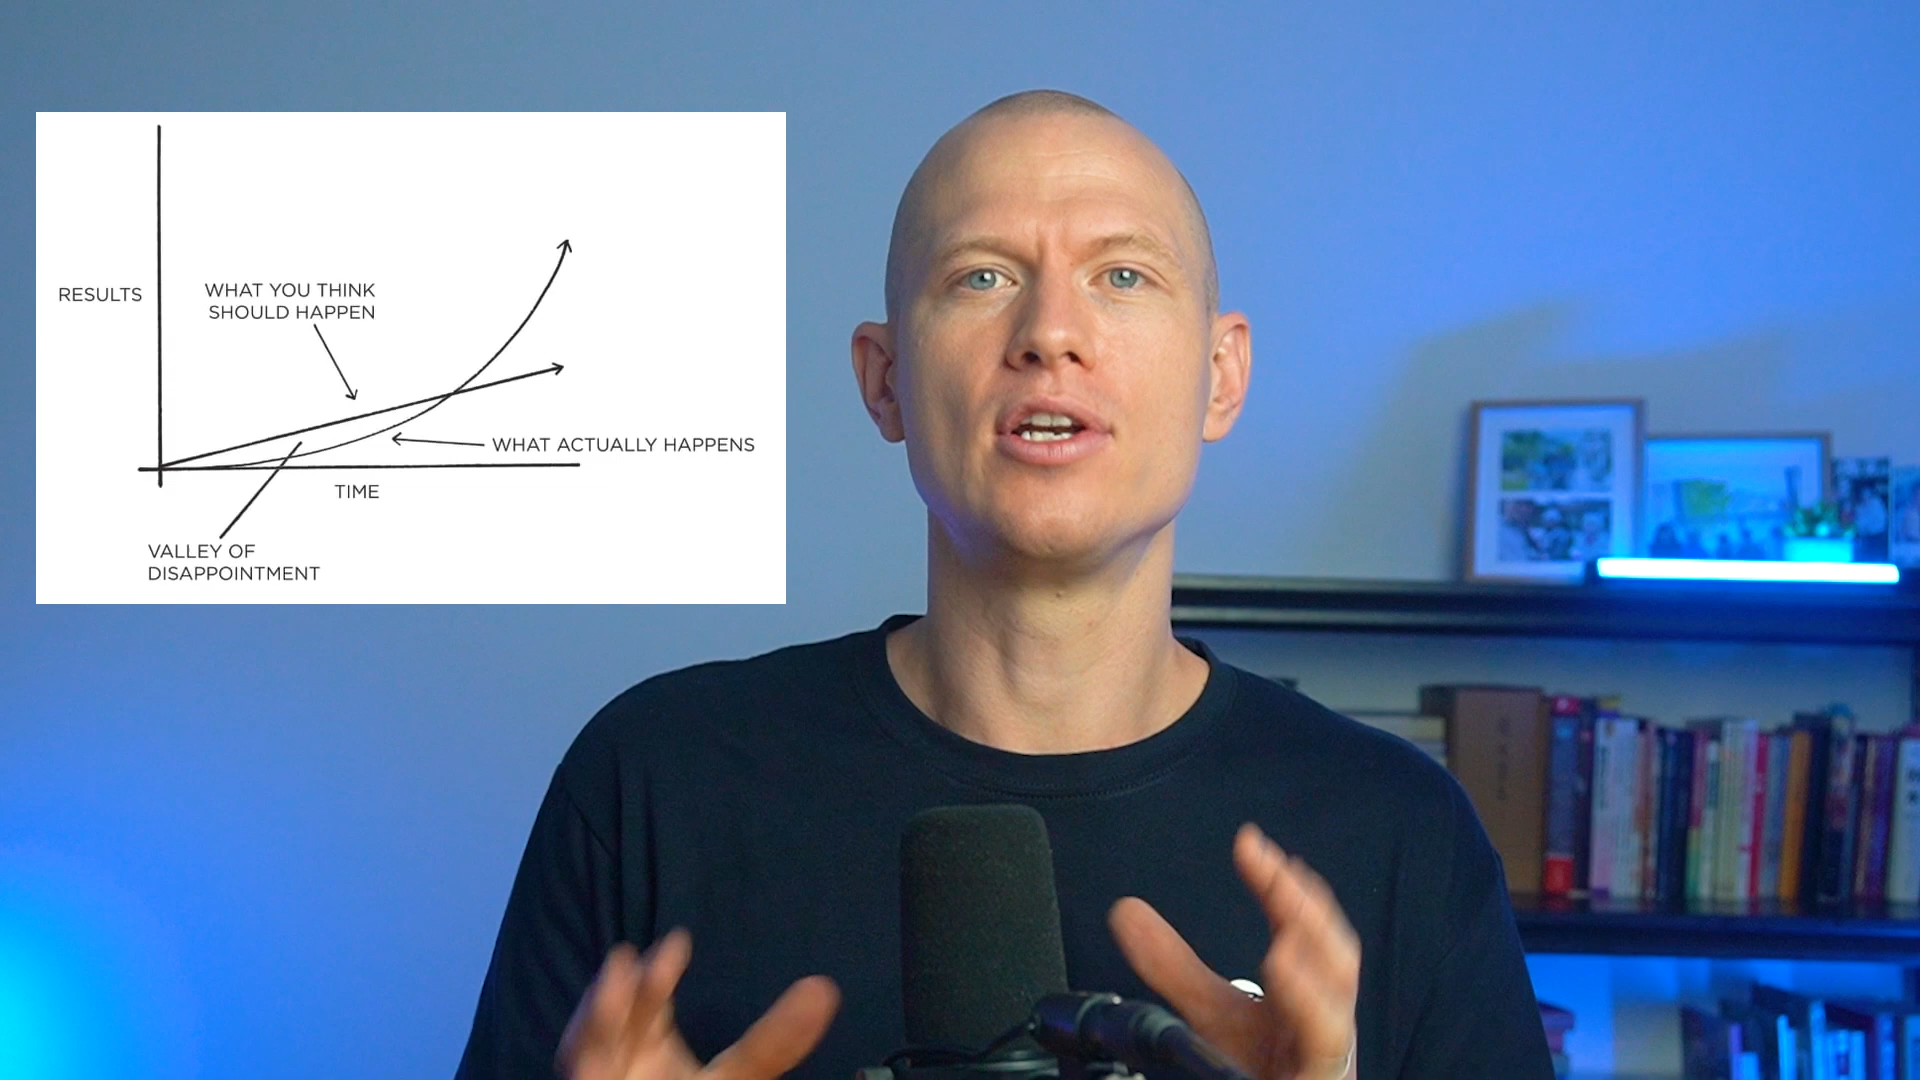 RESULTS
WHAT YOU THINK
SHOULD HAPPEN
WHAT ACTUALLY HAPPENS
TIME
VALLEY OF
DISAPPOINTMENT